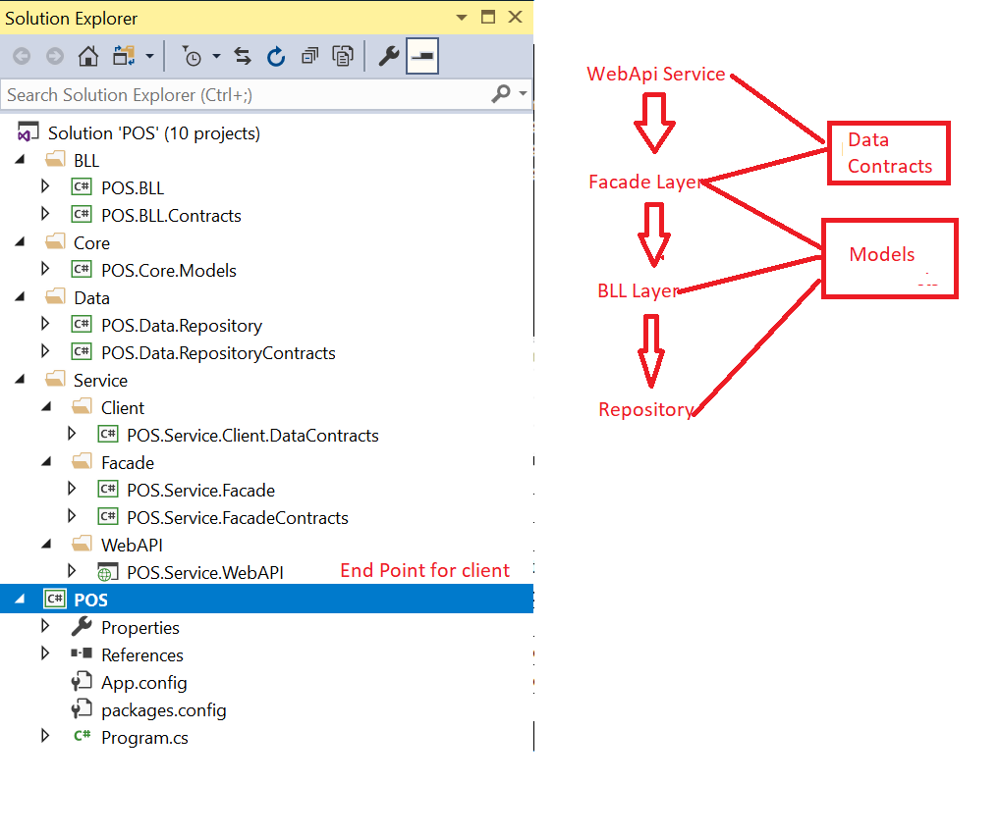 Solution Explorer
Search Solution Explorer (Ctrl+;)
Solution 'POS' (10 projects)
BLL
C# POS.BLL
C# POS.BLL.Contracts
Core
C# POS.Core.Models
Data
C# POS.Data.Repository
C# POS.Data.RepositoryContracts
Service
Client
C# POS.Service.Client.DataContracts
Facade
C# POS.Service.Facade
C# POS.Service.FacadeContracts
WebAPI
POS.Service.WebAPI End Point for client
C# POS
Properties
References
App.config
packages.config
C# Program.cs
WebApi Service
Data
Contracts
Facade Layer
Models
BLL Layer
Repository